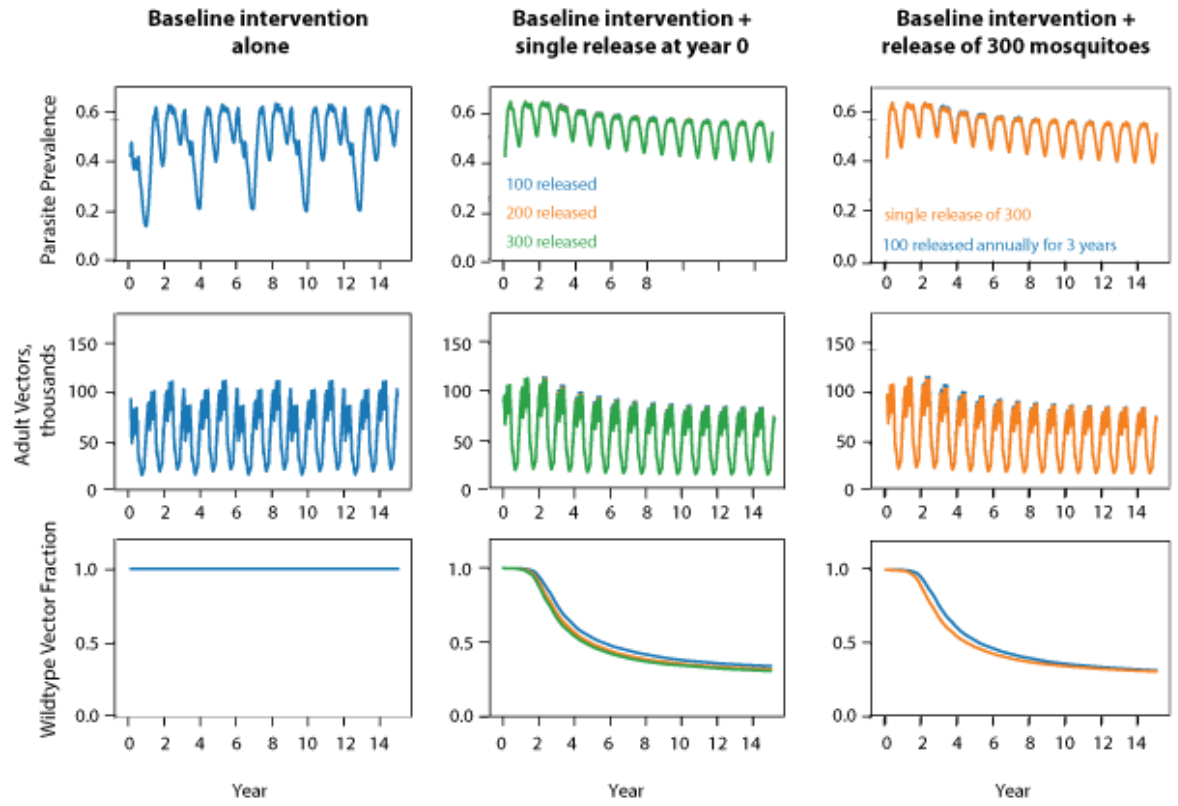 Baseline intervention
alone
Baseline intervention +
single release at year 0
Baseline intervention +
release of 300 mosquitoes
Parasite Prevalence
0.6
0.4
0.2
0.0
0 2 4 6 8 10 12 14
0.6
0.4
0.2
0.0
100 released
200 released
300 released
0 2 4 6 8
0.6
0.4
0.2
0.0
single release of 300
100 released annually for 3 years
0 2 4 6 8 10 12 14
Adult Vectors,
thousands
150
100
50
0
0 2 4 6 8 10 12 14
150
100
50
0
0 2 4 6 8 10 12 14
150
100
50
0
0 2 4 6 8 10 12 14
Wildtype Vector Fraction
1.0
0.5
0.0
0 2 4 6 8 10 12 14
1.0
0.5
0.0
0 2 4 6 8 10 12 14
1.0
0.5
0.0
0 2 4 6 8 10 12 14
Year
Year
Year